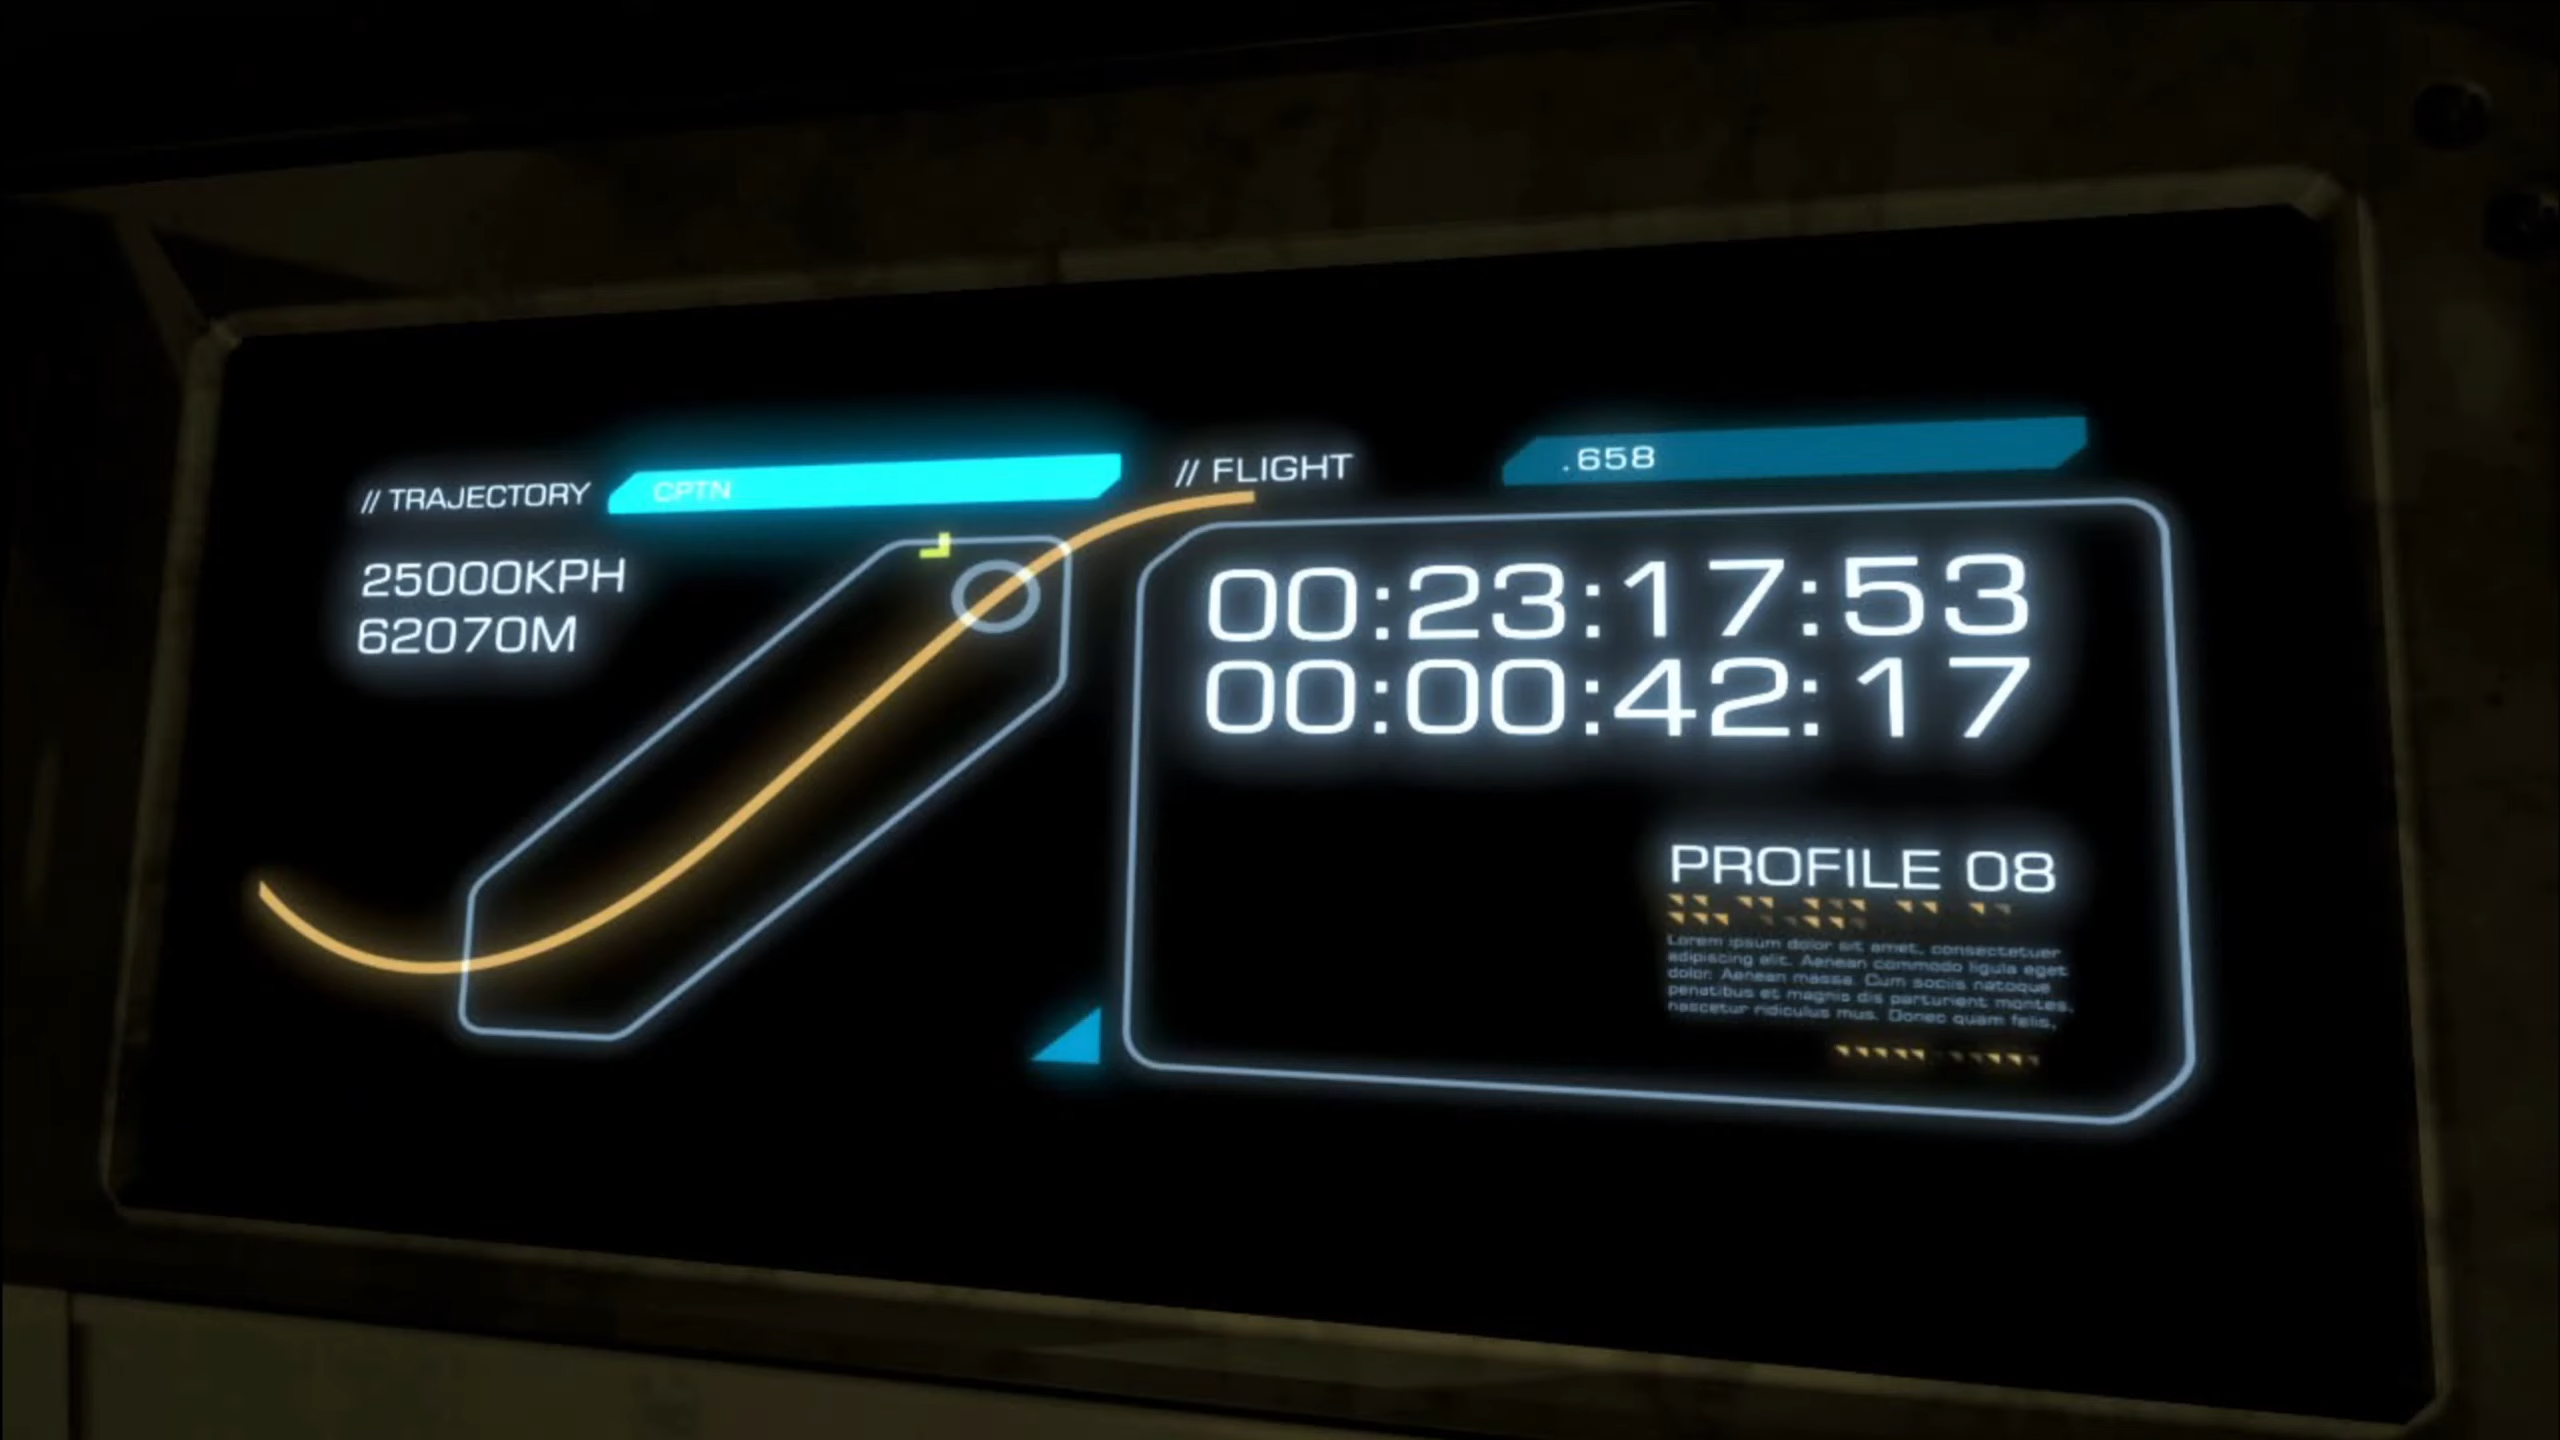 // TRAJECTORY
CPTN
25000KPH
62070M
// FLIGHT
.658
00:23:17:53
00:00:42:17
PROFILE 08
Lorem ipsum dolor sit amet, consectetuer
adipiscing elit. Aenean commodo ligula eget
dolor. Aenean massa. Cum sociis natoque
penatibus et magnis dis parturient montes,
nascetur ridiculus mus. Donec quam felis,